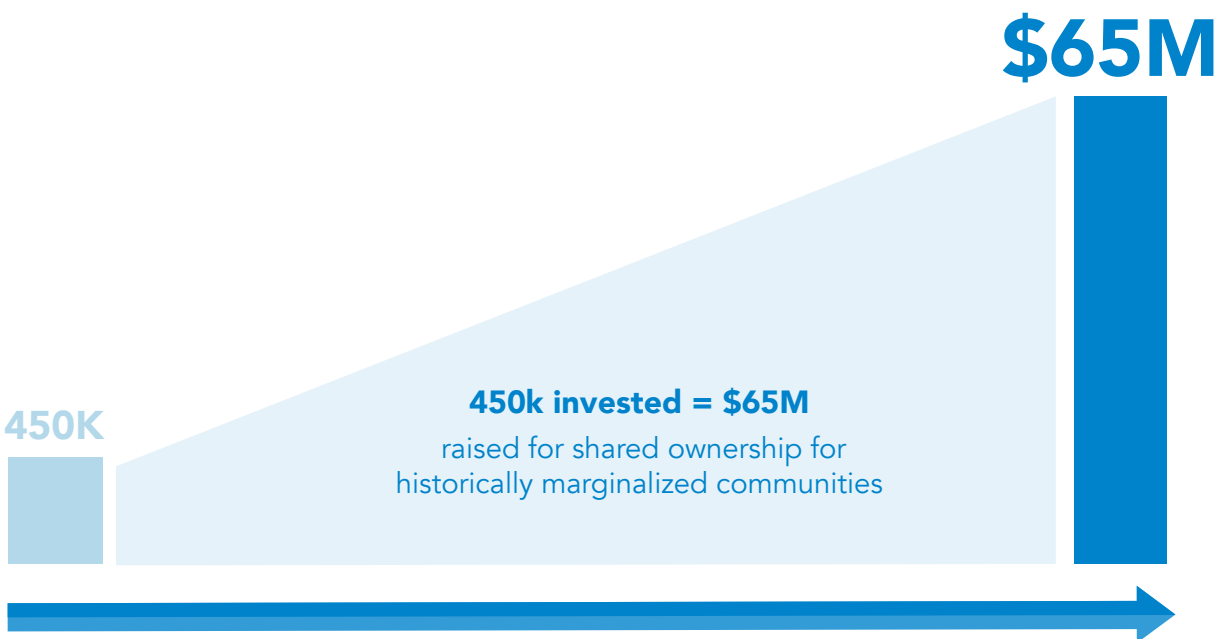 $65M
450K
450k invested = $65M
raised for shared ownership for
historically marginalized communities